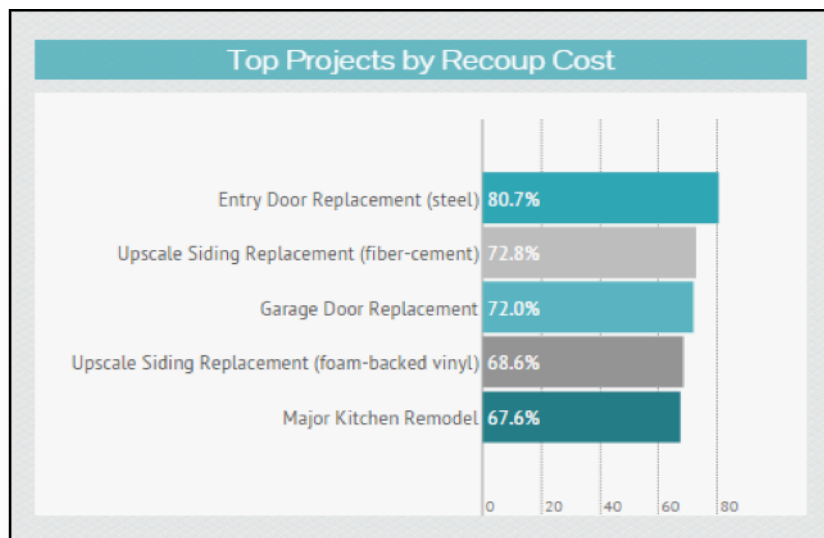 Top Projects by Recoup Cost
Entry Door Replacement (steel) 80.7%
Upscale Siding Replacement (fiber-cement) 72.8%
Garage Door Replacement 72.0%
Upscale Siding Replacement (foam-backed vinyl) 68.6%
Major Kitchen Remodel 67.6%
0 20 40 60 80